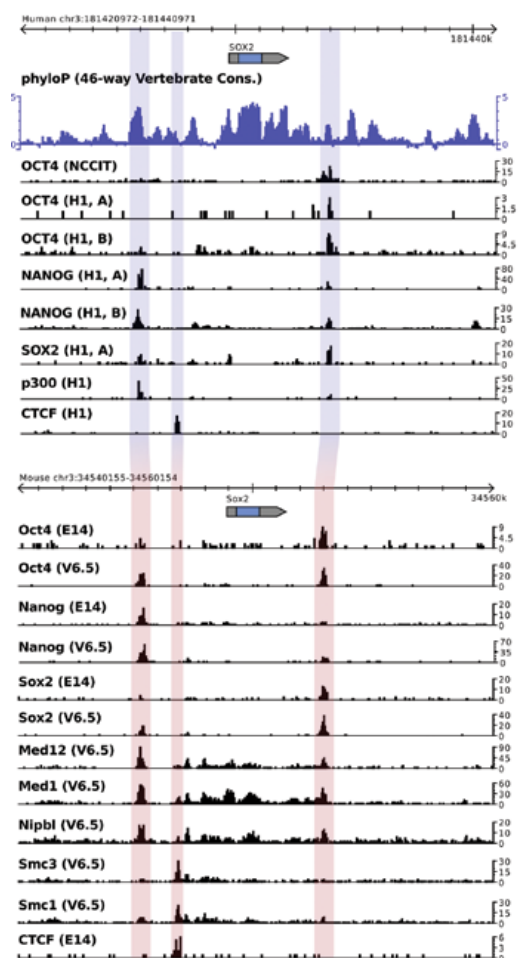 Human chr3:181420972-181440971
181440k
SOX2
phyloP (46-way Vertebrate Cons.)
5 5
0 0
OCT4 (NCCIT) 30 15 0
OCT4 (H1, A) 3 1.5 0
OCT4 (H1, B) 9 4.5 0
NANOG (H1, A) 80 40 0
NANOG (H1, B) 30 15 0
SOX2 (H1, A) 20 10 0
p300 (H1) 50 25 0
CTCF (H1) 20 10 0
Mouse chr3:34540155-34560154
34560k
Sox2
Oct4 (E14) 9 4.5 0
Oct4 (V6.5) 40 20 0
Nanog (E14) 20 10 0
Nanog (V6.5) 70 35 0
Sox2 (E14) 20 10 0
Sox2 (V6.5) 40 20 0
Med12 (V6.5) 90 45 0
Med1 (V6.5) 60 30 0
Nipbl (V6.5) 20 10 0
Smc3 (V6.5) 30 15 0
Smc1 (V6.5) 30 15 0
CTCF (E14) 6 3 0